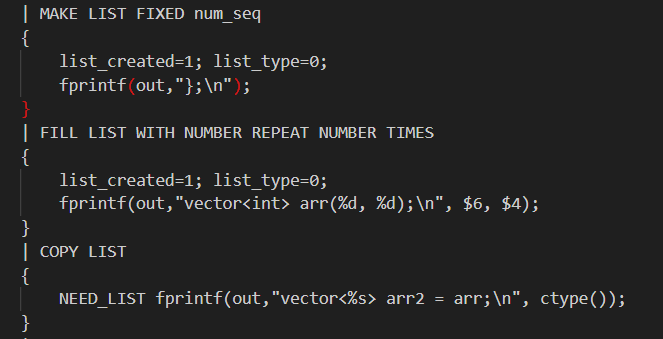 | MAKE LIST FIXED num_seq
{
list_created=1; list_type=0;
fprintf(out,"};\n");
}
| FILL LIST WITH NUMBER REPEAT NUMBER TIMES
{
list_created=1; list_type=0;
fprintf(out,"vector<int> arr(%d, %d);\n", $6, $4);
}
| COPY LIST
{
NEED_LIST fprintf(out,"vector<%s> arr2 = arr;\n", ctype());
}